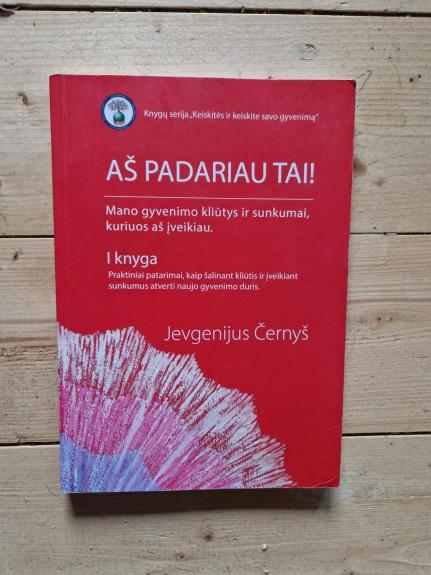 Knygų serija „Keiskitės ir keiskite savo gyvenimą“
AŠ PADARIAU TAI!
Mano gyvenimo kliūtys ir sunkumai,
kuriuos aš įveikiau.
I knyga
Praktiniai patarimai, kaip šalinant kliūtis ir įveikiant
sunkumus atverti naujo gyvenimo duris.
Jevgenijus Černyš